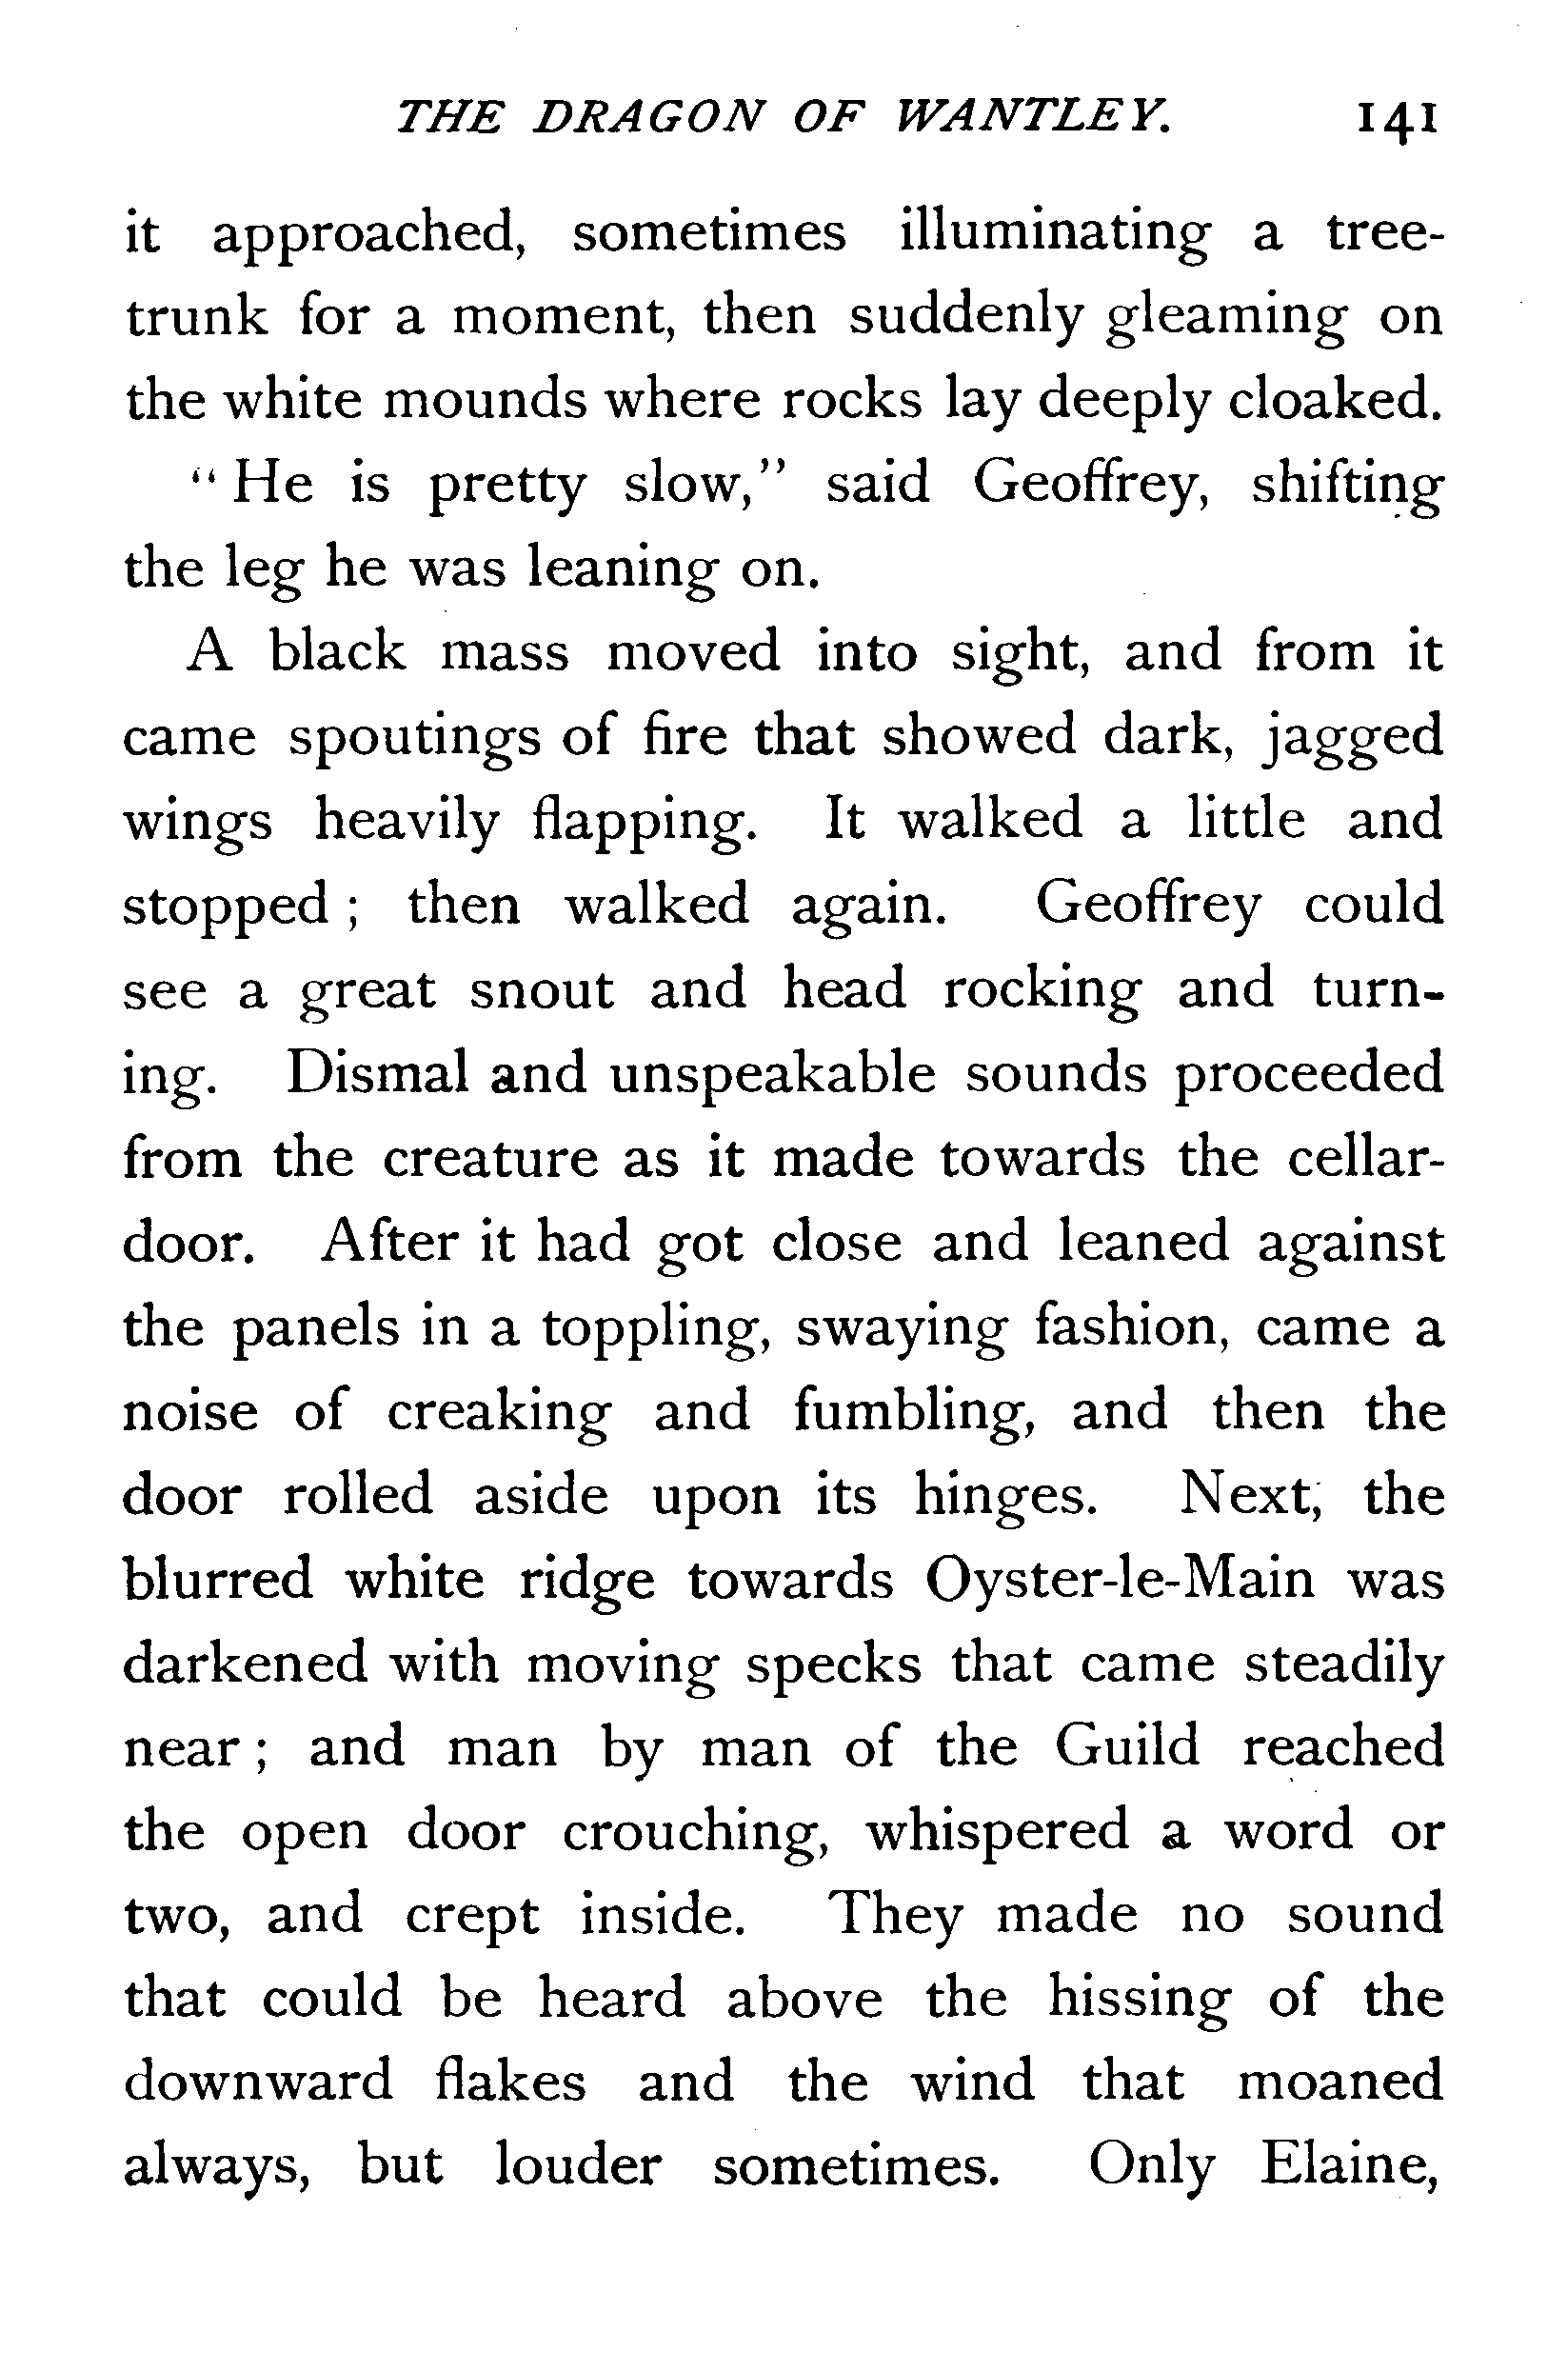 THE DRAGON OF WANTLEY. 141
it approached, sometimes illuminating a tree-
trunk for a moment, then suddenly gleaming on
the white mounds where rocks lay deeply cloaked.
“He is pretty slow,” said Geoffrey, shifting
the leg he was leaning on.
A black mass moved into sight, and from it
came spoutings of fire that showed dark, jagged
wings heavily flapping. It walked a little and
stopped; then walked again. Geoffrey could
see a great snout and head rocking and turn-
ing. Dismal and unspeakable sounds proceeded
from the creature as it made towards the cellar-
door. After it had got close and leaned against
the panels in a toppling, swaying fashion, came a
noise of creaking and fumbling, and then the
door rolled aside upon its hinges. Next, the
blurred white ridge towards Oyster-le-Main was
darkened with moving specks that came steadily
near; and man by man of the Guild reached
the open door crouching, whispered a word or
two, and crept inside. They made no sound
that could be heard above the hissing of the
downward flakes and the wind that moaned
always, but louder sometimes. Only Elaine,